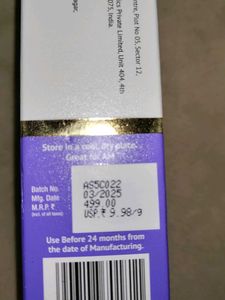 ntre, Plot No 05, Sector 12,
ics Private Limited, Unit 404, 4th
075, India.
Store in a cool, dry place.
Great for AM
Batch No. AS5C022
Mfg. Date 03/2025
M.R.P. ₹ 499.00
(incl. of all taxes) USP.₹ 9.98/g
Use Before 24 months from
the date of Manufacturing.